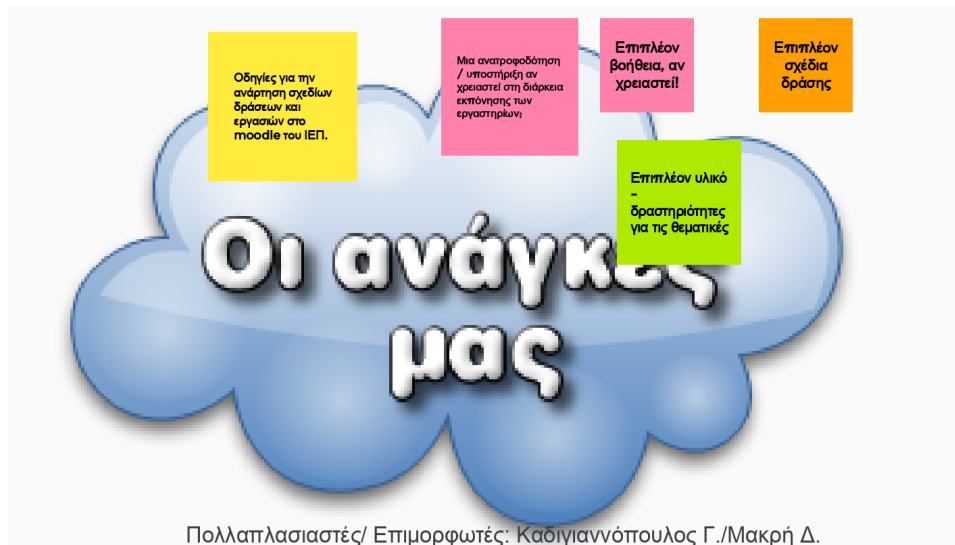 Οδηγίες για την
ανάρτηση σχεδίων
δράσεων και
εργασιών στο
moodle του ΙΕΠ.
Μια ανατροφοδότηση
/ υποστήριξη αν
χρειαστεί στη διάρκεια
εκπόνησης των
εργαστηρίων;
Επιπλέον
βοήθεια, αν
χρειαστεί!
Επιπλέον
σχέδια
δράσης
Επιπλέον υλικό
-
δραστηριότητες
για τις θεματικές
Οι ανάγκες
μας
Πολλαπλασιαστές/ Επιμορφωτές: Καδιγιαννόπουλος Γ./Μακρή Δ.